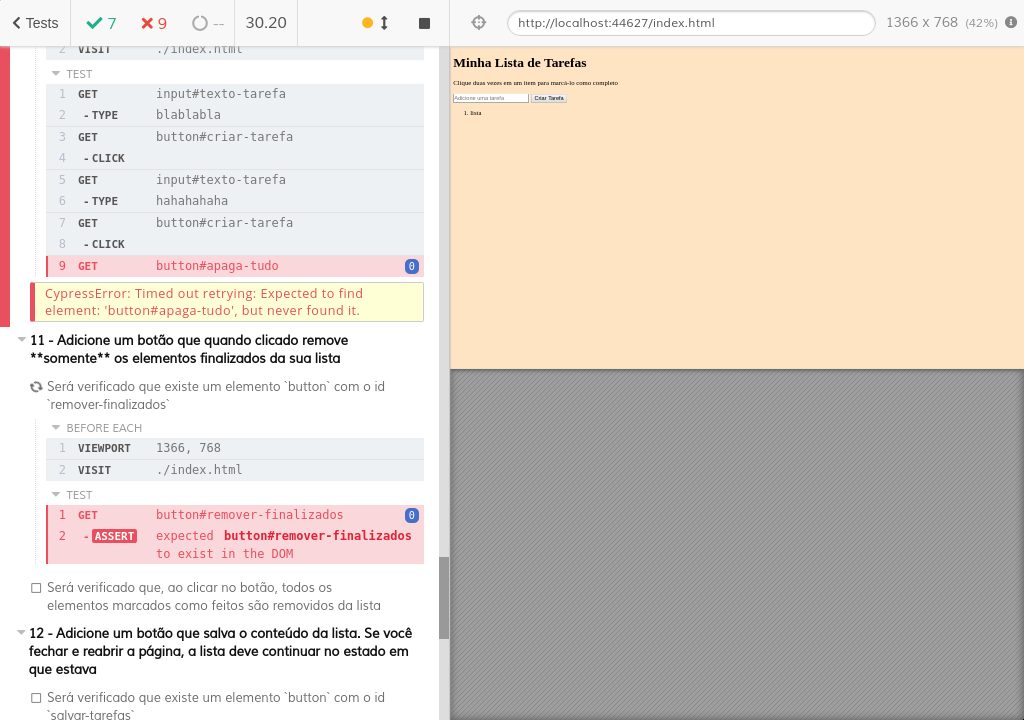 Tests 7 9 -- 30.20 http://localhost:44627/index.html 1366 x 768 (42%)
2 VISIT ./index.html
TEST
1 GET input#texto-tarefa
2 - TYPE blablabla
3 GET button#criar-tarefa
4 - CLICK
5 GET input#texto-tarefa
6 - TYPE hahahahaha
7 GET button#criar-tarefa
8 - CLICK
9 GET button#apaga-tudo 0
CypressError: Timed out retrying: Expected to find
element: 'button#apaga-tudo', but never found it.
11 - Adicione um botão que quando clicado remove
**somente** os elementos finalizados da sua lista
Será verificado que existe um elemento `button` com o id
`remover-finalizados`
BEFORE EACH
1 VIEWPORT 1366, 768
2 VISIT ./index.html
TEST
1 GET button#remover-finalizados 0
2 - ASSERT expected button#remover-finalizados
to exist in the DOM
Será verificado que, ao clicar no botão, todos os
elementos marcados como feitos são removidos da lista
12 - Adicione um botão que salva o conteúdo da lista. Se você
fechar e reabrir a página, a lista deve continuar no estado em
que estava
Será verificado que existe um elemento `button` com o id
`salvar-tarefas`
Minha Lista de Tarefas
Clique duas vezes em um item para marcá-lo como completo
Adicione uma tarefa Criar Tarefa
1. lista